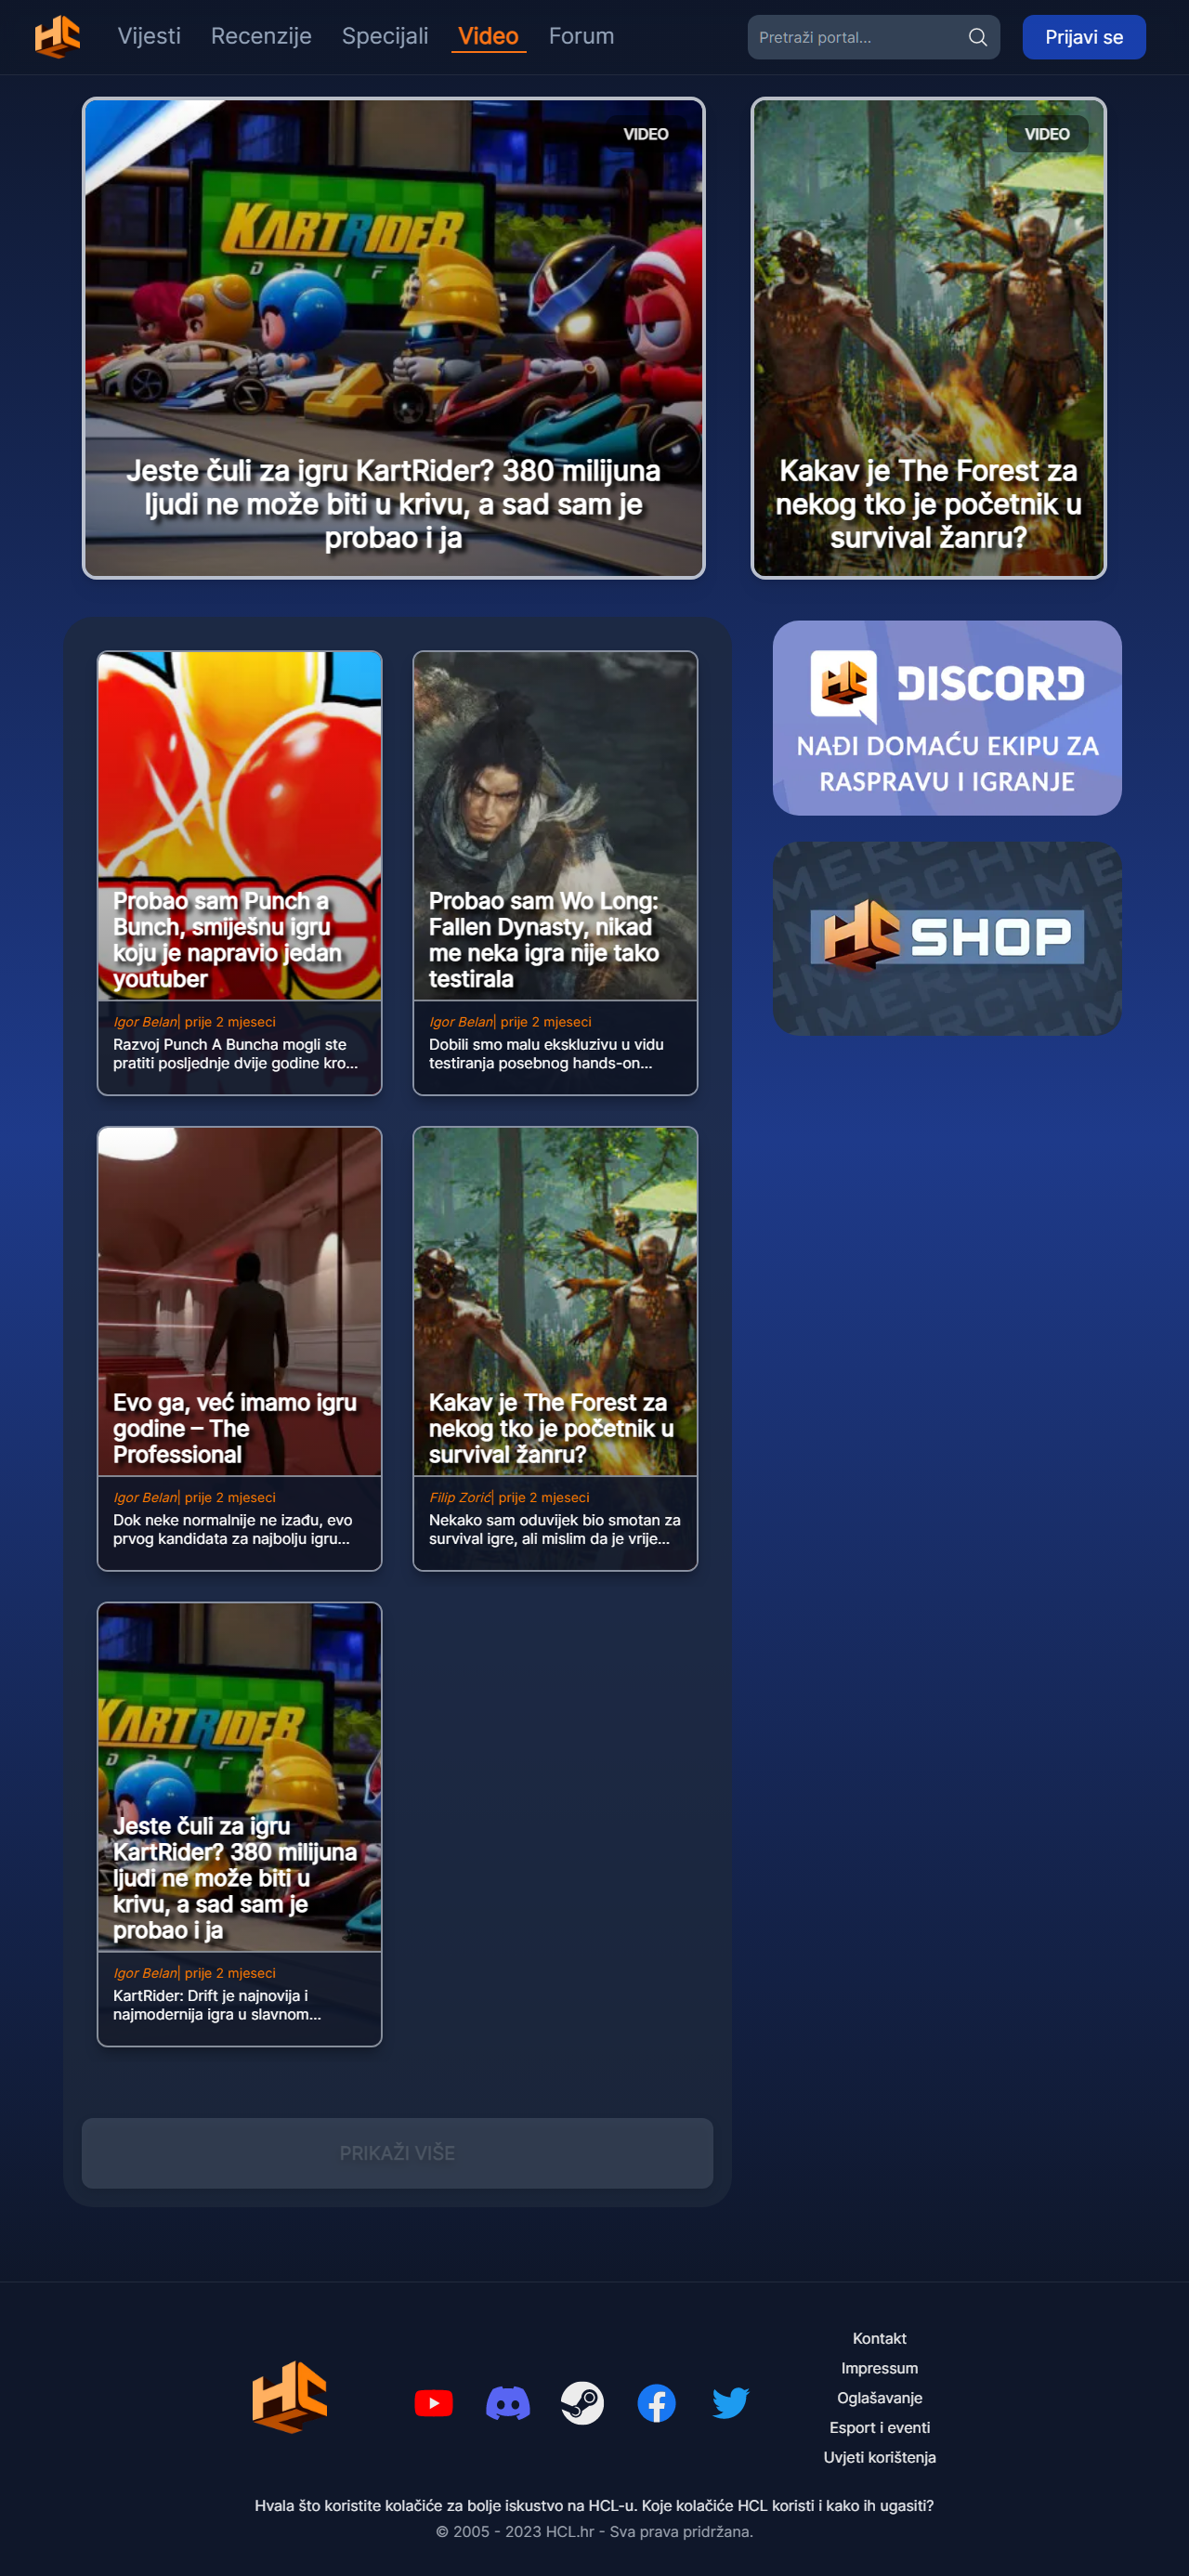 HC
Vijesti Recenzije Specijali Video Forum
Pretraži portal...
Prijavi se
VIDEO
KARTRIDER
DRIFT
Jeste čuli za igru KartRider? 380 milijuna
ljudi ne može biti u krivu, a sad sam je
probao i ja
VIDEO
Kakav je The Forest za
nekog tko je početnik u
survival žanru?
Probao sam Punch a
Bunch, smiješnu igru
koju je napravio jedan
youtuber
Igor Belan| prije 2 mjeseci
Razvoj Punch A Buncha mogli ste
pratiti posljednje dvije godine kro...
Probao sam Wo Long:
Fallen Dynasty, nikad
me neka igra nije tako
testirala
Igor Belan| prije 2 mjeseci
Dobili smo malu ekskluzivu u vidu
testiranja posebnog hands-on...
HC DISCORD
NAĐI DOMAĆU EKIPU ZA
RASPRAVU I IGRANJE
HC SHOP
Evo ga, već imamo igru
godine – The
Professional
Igor Belan| prije 2 mjeseci
Dok neke normalnije ne izađu, evo
prvog kandidata za najbolju igru...
Kakav je The Forest za
nekog tko je početnik u
survival žanru?
Filip Zorić| prije 2 mjeseci
Nekako sam oduvijek bio smotan za
survival igre, ali mislim da je vrije...
KARTRIDER
DRIFT
Jeste čuli za igru
KartRider? 380 milijuna
ljudi ne može biti u
krivu, a sad sam je
probao i ja
Igor Belan| prije 2 mjeseci
KartRider: Drift je najnovija i
najmodernija igra u slavnom...
PRIKAŽI VIŠE
HC
Kontakt
Impressum
Oglašavanje
Esport i eventi
Uvjeti korištenja
Hvala što koristite kolačiće za bolje iskustvo na HCL-u. Koje kolačiće HCL koristi i kako ih ugasiti?
© 2005 - 2023 HCL.hr - Sva prava pridržana.